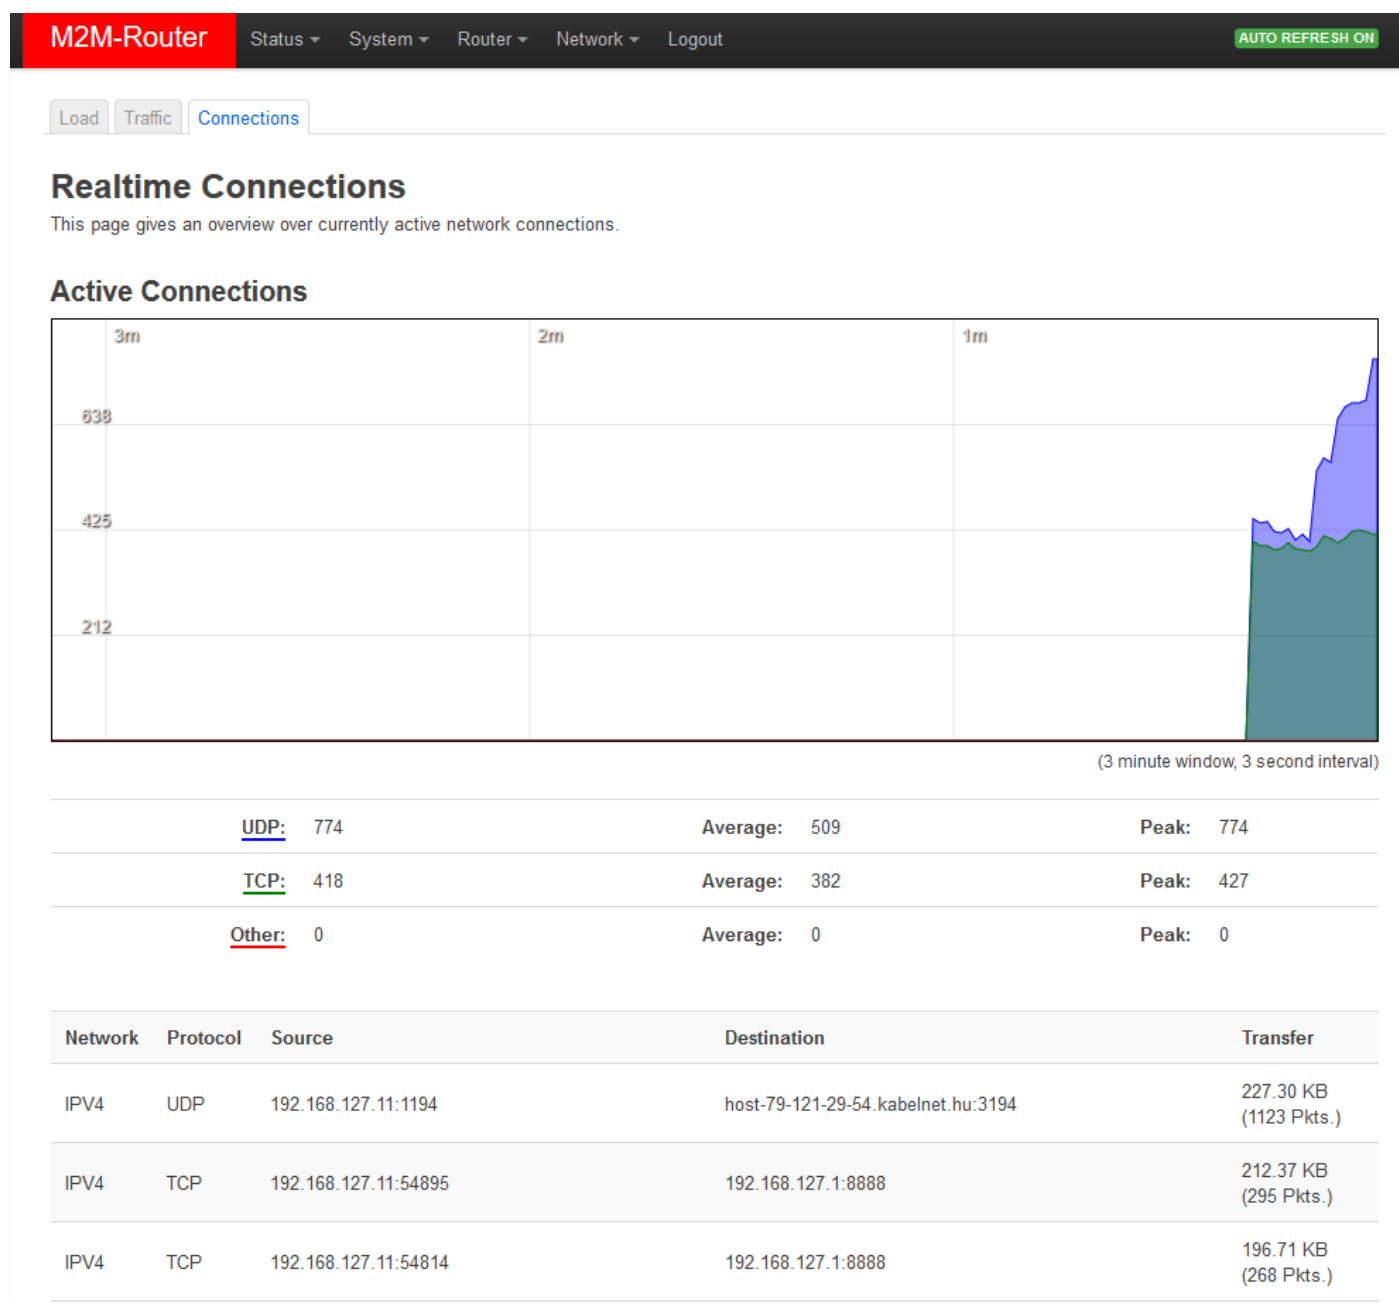 M2M-Router Status System Router Network Logout AUTO REFRESH ON
Load Traffic Connections
Realtime Connections
This page gives an overview over currently active network connections.
Active Connections
3m 2m 1m
638
425
212
(3 minute window, 3 second interval)
UDP: 774 Average: 509 Peak: 774
TCP: 418 Average: 382 Peak: 427
Other: 0 Average: 0 Peak: 0
Network Protocol Source Destination Transfer
IPV4 UDP 192.168.127.11:1194 host-79-121-29-54.kabelnet.hu:3194 227.30 KB
(1123 Pkts.)
IPV4 TCP 192.168.127.11:54895 192.168.127.1:8888 212.37 KB
(295 Pkts.)
IPV4 TCP 192.168.127.11:54814 192.168.127.1:8888 196.71 KB
(268 Pkts.)